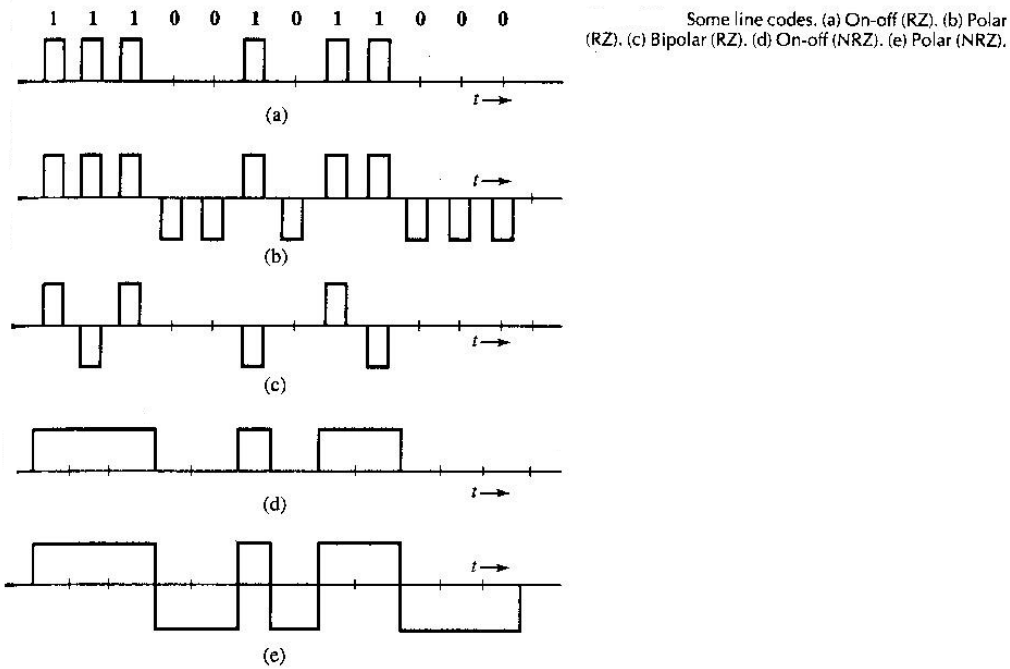 1 1 1 0 0 1 0 1 1 0 0 0
Some line codes. (a) On-off (RZ). (b) Polar
(RZ). (c) Bipolar (RZ). (d) On-off (NRZ). (e) Polar (NRZ).
t→
(a)
t→
(b)
t→
(c)
t→
(d)
t→
(e)